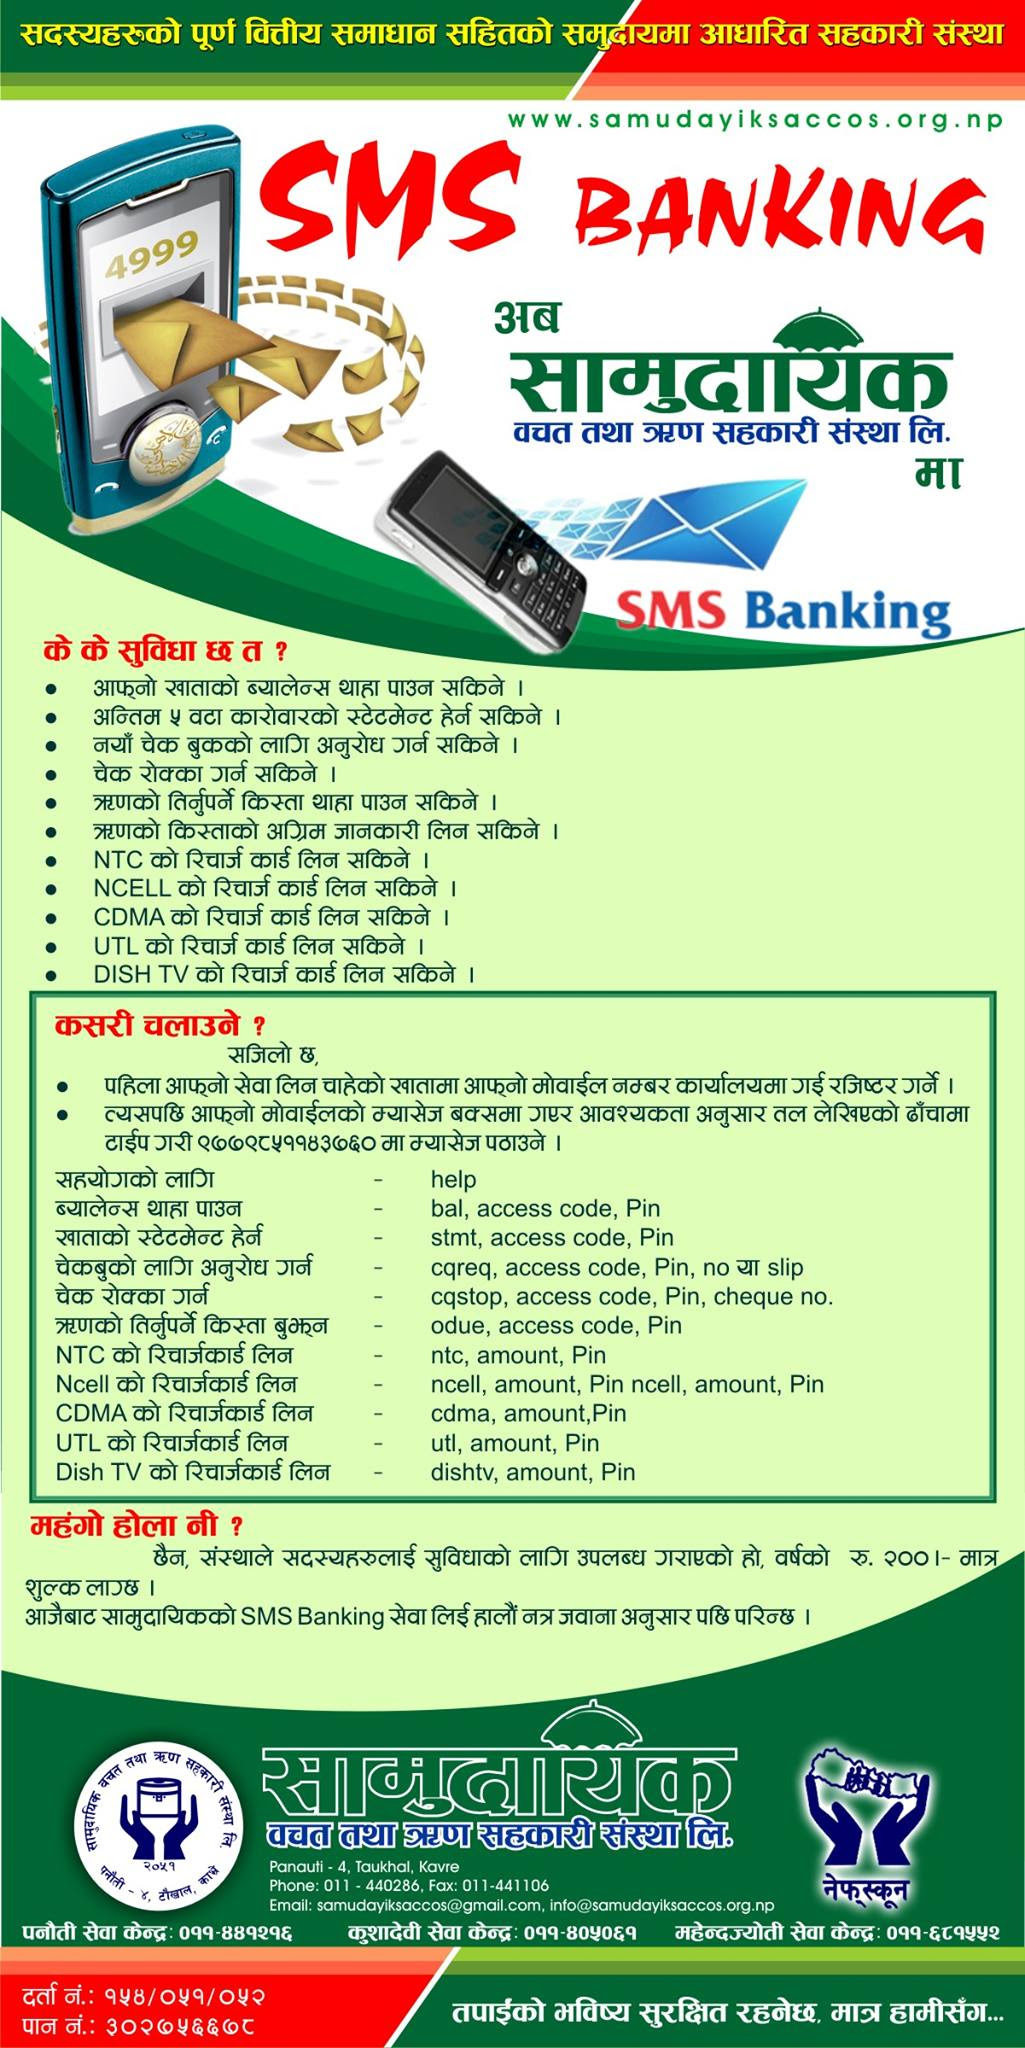 सदस्यहरुको पूर्ण वित्तीय समाधान सहितको समुदायमा आधारित सहकारी संस्था
www.samudayiksaccos.org.np
SMS BANKING
4999
अब
सामुदायिक
वचत तथा ऋण सहकारी संस्था लि.
मा
SMS Banking
के के सुविधा छ त ?
● आफ्नो खाताको ब्यालेन्स थाहा पाउन सकिने ।
● अन्तिम ५ वटा कारोवारको स्टेटमेन्ट हेर्न सकिने ।
● नयाँ चेक बुकको लागि अनुरोध गर्न सकिने ।
● चेक रोक्का गर्न सकिने ।
● ऋणको तिर्नुपर्ने किस्ता थाहा पाउन सकिने ।
● ऋणको किस्ताको अग्रिम जानकारी लिन सकिने ।
● NTC को रिचार्ज कार्ड लिन सकिने ।
● NCELL को रिचार्ज कार्ड लिन सकिने ।
● CDMA को रिचार्ज कार्ड लिन सकिने ।
● UTL को रिचार्ज कार्ड लिन सकिने ।
● DISH TV को रिचार्ज कार्ड लिन सकिने ।
कसरी चलाउने ?
सजिलो छ,
● पहिला आफ्नो सेवा लिन चाहेको खातामा आफ्नो मोवाईल नम्बर कार्यालयमा गई रजिष्टर गर्ने ।
● त्यसपछि आफ्नो मोवाईलको म्यासेज बक्समा गएर आवश्यकता अनुसार तल लेखिएको ढाँचामा
टाईप गरी ९७७९८५११४३७६० मा म्यासेज पठाउने ।
सहयोगको लागि - help
ब्यालेन्स थाहा पाउन - bal, access code, Pin
खाताको स्टेटमेन्ट हेर्न - stmt, access code, Pin
चेकबुको लागि अनुरोध गर्न - cqreq, access code, Pin, no या slip
चेक रोक्का गर्न - cqstop, access code, Pin, cheque no.
ऋणको तिर्नुपर्ने किस्ता बुझ्न - odue, access code, Pin
NTC को रिचार्जकार्ड लिन - ntc, amount, Pin
Ncell को रिचार्जकार्ड लिन - ncell, amount, Pin ncell, amount, Pin
CDMA को रिचार्जकार्ड लिन - cdma, amount,Pin
UTL को रिचार्जकार्ड लिन - utl, amount, Pin
Dish TV को रिचार्जकार्ड लिन - dishtv, amount, Pin
महंगो होला नी ?
छैन, संस्थाले सदस्यहरुलाई सुविधाको लागि उपलब्ध गराएको हो, वर्षको रु. २००।- मात्र
शुल्क लाग्छ ।
आजैबाट सामुदायिकको SMS Banking सेवा लिई हालौं नत्र जवाना अनुसार पछि परिन्छ ।
सामुदायिक वचत तथा ऋण सहकारी संस्था लि.
२०५१
पनौती - ४, टौखाल, काभ्रे
सामुदायिक
वचत तथा ऋण सहकारी संस्था लि.
Panauti - 4, Taukhal, Kavre
Phone: 011 - 440286, Fax: 011-441106
Email: samudayiksaccos@gmail.com, info@samudayiksaccos.org.np
नेफ्स्कून
पनौती सेवा केन्द्र: ०११-४४१२१६ कुशादेवी सेवा केन्द्र: ०११-४०५०६१ महेन्द्रज्योती सेवा केन्द्र: ०११-६८१५५२
दर्ता नं.: १५४/०५१/०५२
पान नं.: ३०२७५६६७८
तपाईको भविष्य सुरक्षित रहनेछ, मात्र हामीसँग...